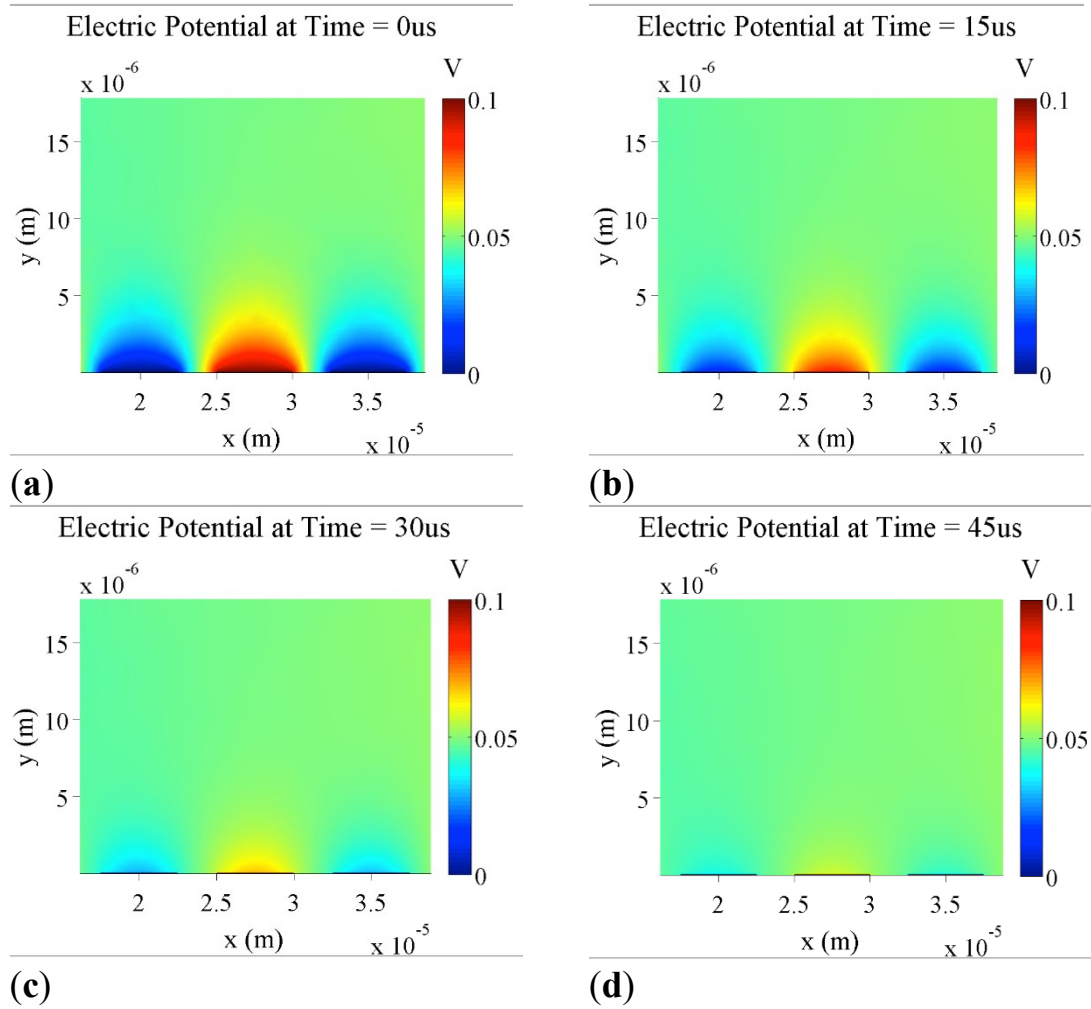 Electric Potential at Time = 0us
V
x 10-6
0.1
15
10
0.05
5
0
y (m)
2 2.5 3 3.5
x (m) x 10-5
(a)
Electric Potential at Time = 15us
V
x 10-6
0.1
15
10
0.05
5
0
y (m)
2 2.5 3 3.5
x (m) x 10-5
(b)
Electric Potential at Time = 30us
V
x 10-6
0.1
15
10
0.05
5
0
y (m)
2 2.5 3 3.5
x (m) x 10-5
(c)
Electric Potential at Time = 45us
V
x 10-6
0.1
15
10
0.05
5
0
y (m)
2 2.5 3 3.5
x (m) x 10-5
(d)